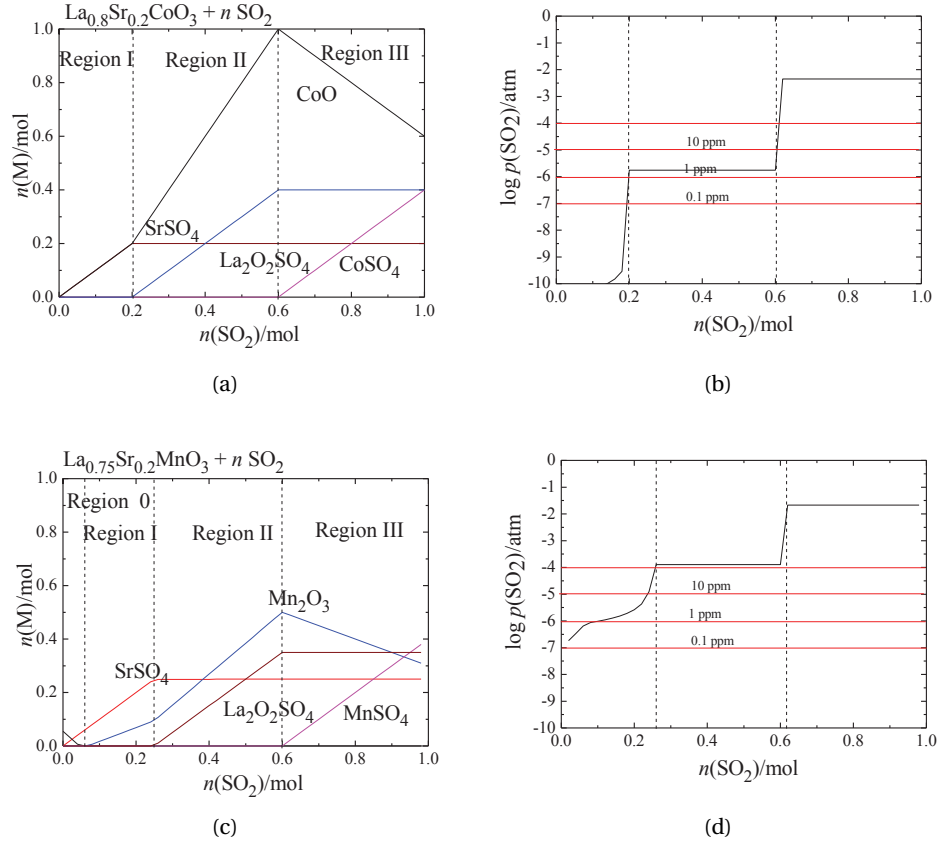 La0.8Sr0.2CoO3 + n SO2
Region I
Region II
Region III
CoO
SrSO4
La2O2SO4
CoSO4
n(M)/mol
1.0
0.8
0.6
0.4
0.2
0.0
0.0 0.2 0.4 0.6 0.8 1.0
n(SO2)/mol
(a)
log p(SO2)/atm
0
-1
-2
-3
-4
-5
-6
-7
-8
-9
-10
10 ppm
1 ppm
0.1 ppm
0.0 0.2 0.4 0.6 0.8 1.0
n(SO2)/mol
(b)
La0.75Sr0.2MnO3 + n SO2
Region 0
Region I
Region II
Region III
Mn2O3
SrSO4
La2O2SO4
MnSO4
n(M)/mol
1.0
0.8
0.6
0.4
0.2
0.0
0.0 0.2 0.4 0.6 0.8 1.0
n(SO2)/mol
(c)
log p(SO2)/atm
0
-1
-2
-3
-4
-5
-6
-7
-8
-9
-10
10 ppm
1 ppm
0.1 ppm
0.0 0.2 0.4 0.6 0.8 1.0
n(SO2)/mol
(d)